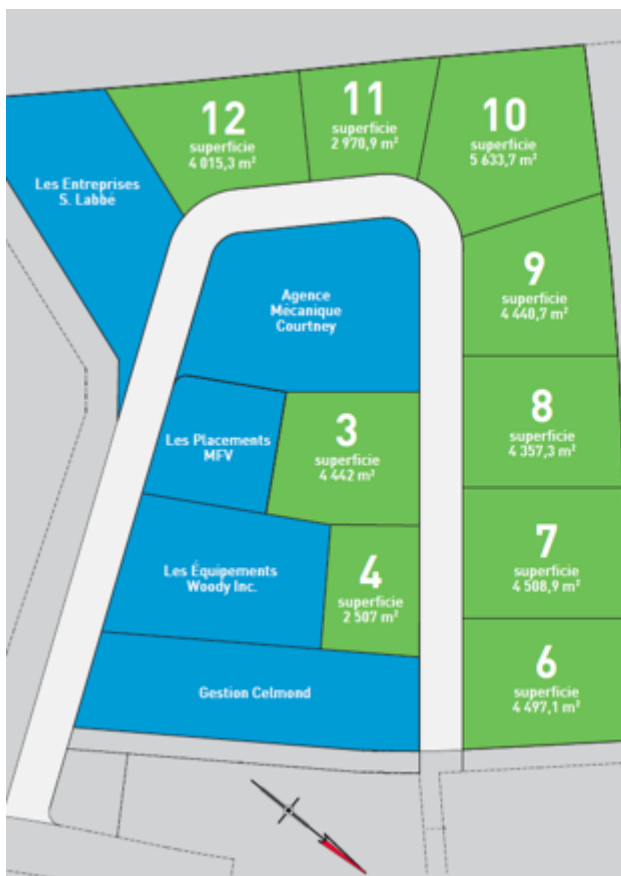 12
superficie
4 015,3 m²
11
superficie
2 970,9 m²
10
superficie
5 633,7 m²
Les Entreprises
S. Labbé
9
superficie
4 440,7 m²
Agence
Mécanique
Courtney
8
superficie
4 357,3 m²
3
superficie
4 442 m²
Les Placements
MFV
7
superficie
4 508,9 m²
Les Équipements
Woody Inc.
4
superficie
2 507 m²
6
superficie
4 497,1 m²
Gestion Celmond